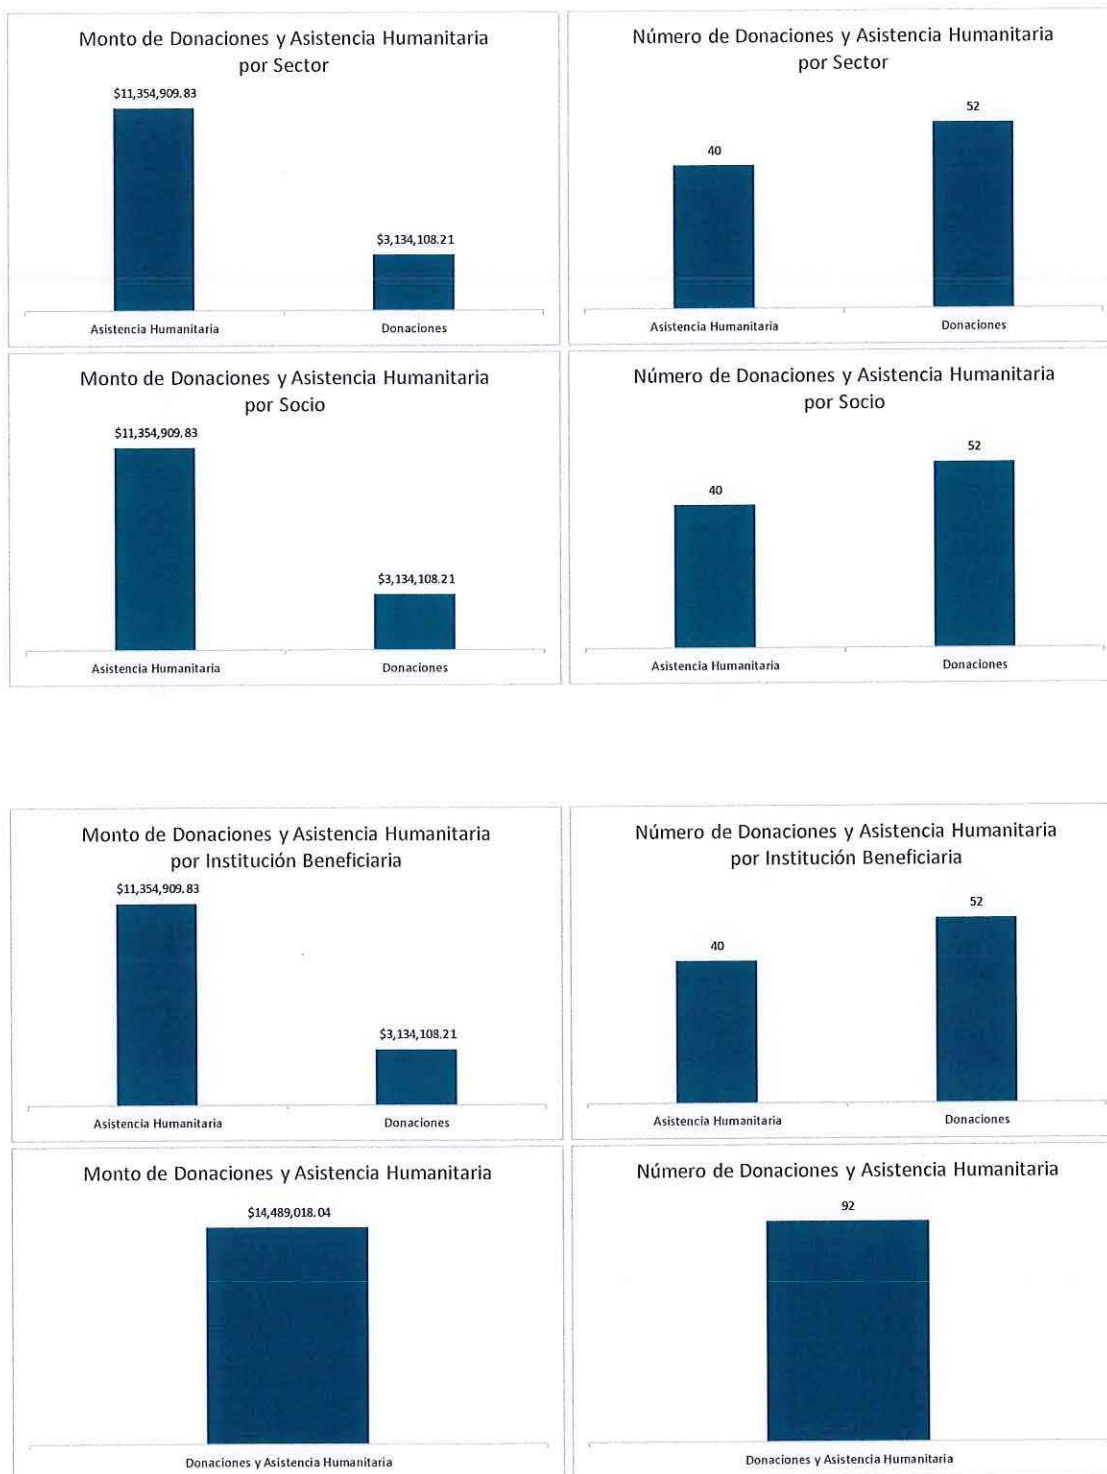 Monto de Donaciones y Asistencia Humanitaria
por Sector
$11,354,909.83
$3,134,108.21
Asistencia Humanitaria
Donaciones
Número de Donaciones y Asistencia Humanitaria
por Sector
40
52
Asistencia Humanitaria
Donaciones
Monto de Donaciones y Asistencia Humanitaria
por Socio
$11,354,909.83
$3,134,108.21
Asistencia Humanitaria
Donaciones
Número de Donaciones y Asistencia Humanitaria
por Socio
40
52
Asistencia Humanitaria
Donaciones
Monto de Donaciones y Asistencia Humanitaria
por Institución Beneficiaria
$11,354,909.83
$3,134,108.21
Asistencia Humanitaria
Donaciones
Número de Donaciones y Asistencia Humanitaria
por Institución Beneficiaria
40
52
Asistencia Humanitaria
Donaciones
Monto de Donaciones y Asistencia Humanitaria
$14,489,018.04
Donaciones y Asistencia Humanitaria
Número de Donaciones y Asistencia Humanitaria
92
Donaciones y Asistencia Humanitaria